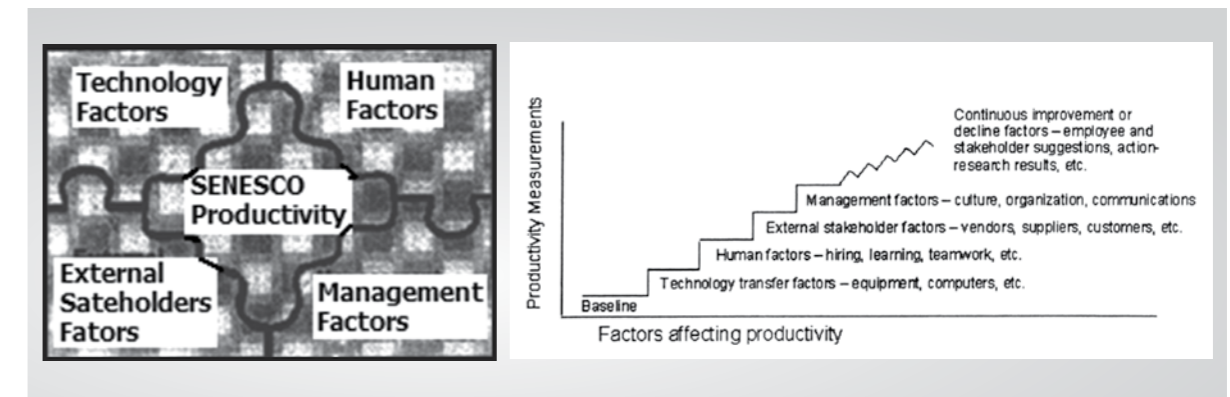 Technology
Factors
Human
Factors
SENESCO
Productivity
External
Sateholders
Fators
Management
Factors
Productivity Measurements
Continuous improvement or
decline factors – employee and
stakeholder suggestions, action-
research results, etc.
Management factors – culture, organization, communications
External stakeholder factors – vendors, suppliers, customers, etc.
Human factors – hiring, learning, teamwork, etc.
Technology transfer factors – equipment, computers, etc.
Baseline
Factors affecting productivity